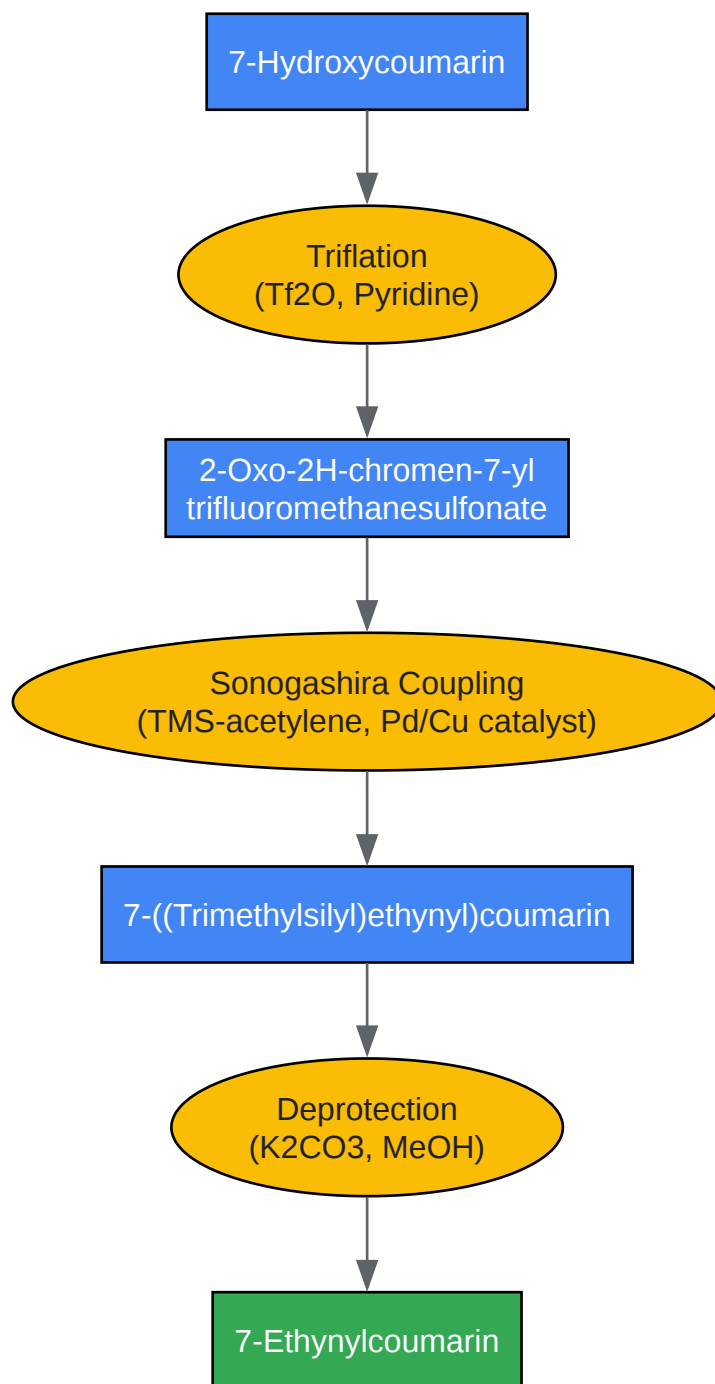 7-Hydroxycoumarin
Triflation
(Tf2O, Pyridine)
2-Oxo-2H-chromen-7-yl
trifluoromethanesulfonate
Sonogashira Coupling
(TMS-acetylene, Pd/Cu catalyst)
7-((Trimethylsilyl)ethynyl)coumarin
Deprotection
(K2CO3, MeOH)
7-Ethynylcoumarin